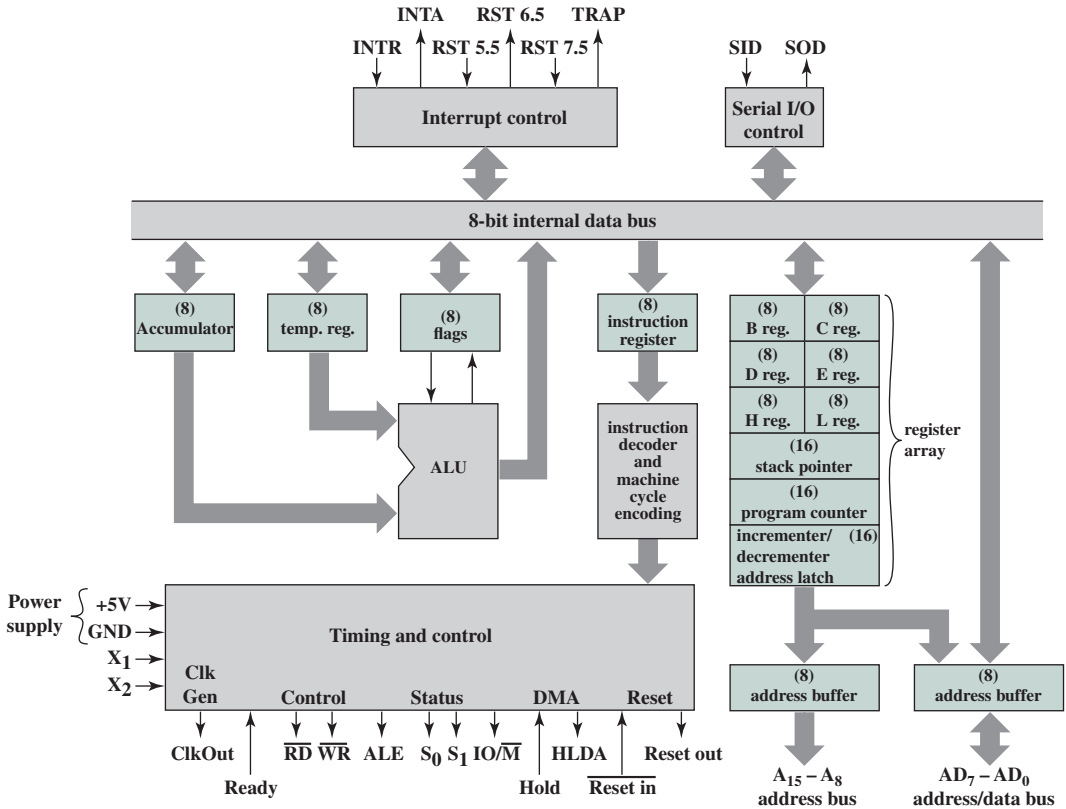 INTA RST 6.5 TRAP
INTR RST 5.5 RST 7.5
SID SOD
Interrupt control
Serial I/O
control
8-bit internal data bus
(8)
Accumulator
(8)
temp. reg.
(8)
flags
(8)
instruction
register
(8)
B reg.
(8)
C reg.
(8)
D reg.
(8)
E reg.
(8)
H reg.
(8)
L reg.
(16)
stack pointer
(16)
program counter
incrementer/ (16)
decrementer
address latch
register
array
ALU
instruction
decoder
and
machine
cycle
encoding
Power
supply
+5V
GND
X1
X2
Timing and control
Clk
Gen
Control
Status
DMA
Reset
ClkOut
Ready
R̅D̅ W̅R̅
ALE
S0 S1 IO/M̅
Hold
HLDA
R̅e̅s̅e̅t̅ ̅i̅n̅
Reset out
(8)
address buffer
(8)
address buffer
A15 – A8
address bus
AD7 – AD0
address/data bus